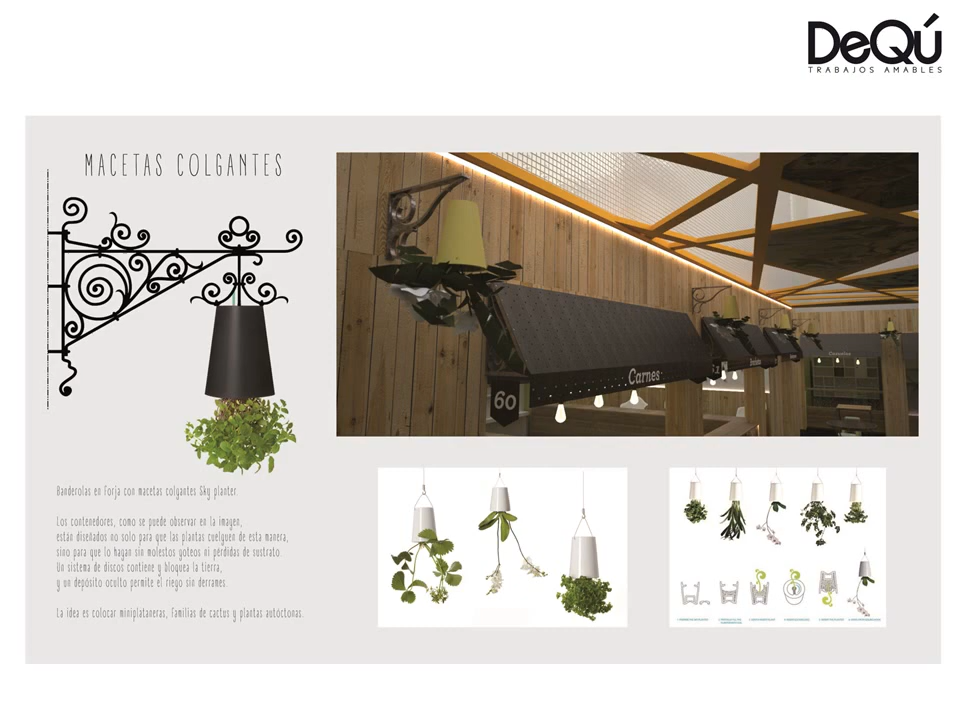 DeQú
TRABAJOS AMABLES
MACETAS COLGANTES
Carnes
60
Banderolas en forja con macetas colgantes Sky planter.
Los contenedores, como se puede observar en la imagen,
están diseñados no solo para que las plantas cuelguen de esta manera,
sino para que lo hagan sin molestos goteos ni pérdidas de sustrato.
Un sistema de discos contiene y bloquea la tierra,
y un depósito oculto permite el riego sin derrames.
La idea es colocar miniplataneras, familias de cactus y plantas autóctonas.